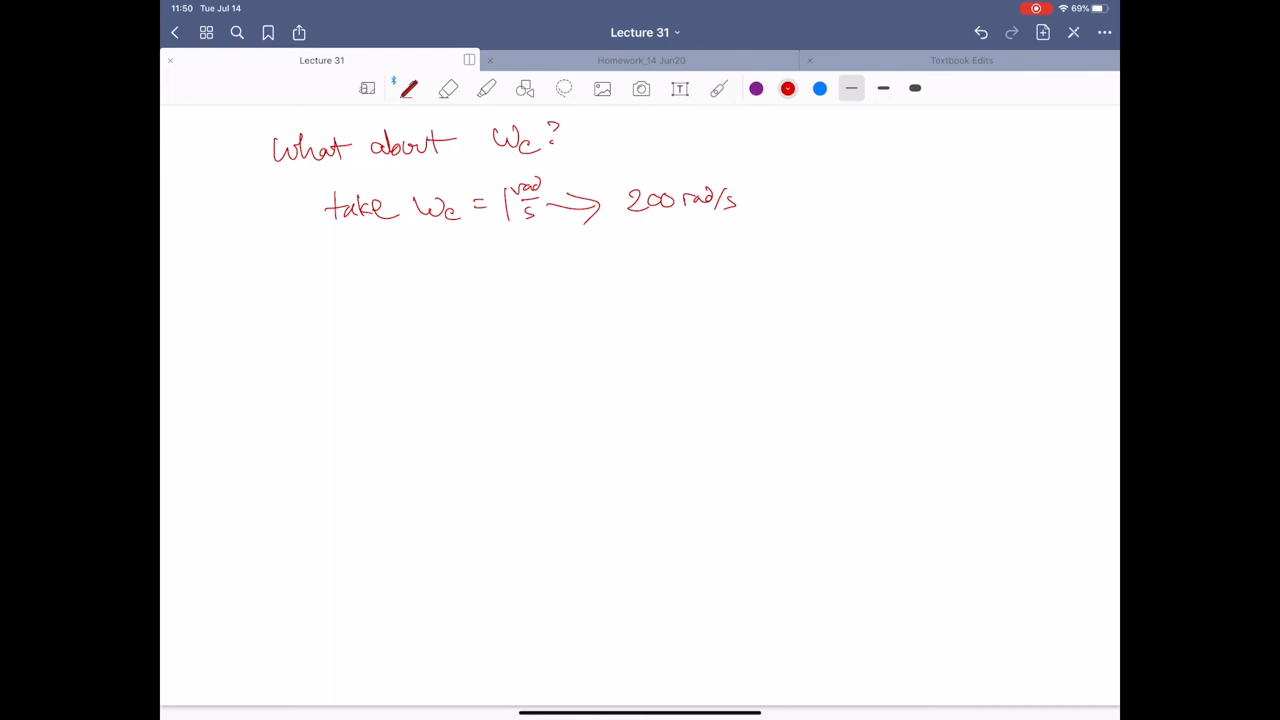 11:50 Tue Jul 14
69%
Lecture 31
Lecture 31
Homework_14 Jun20
Textbook Edits
What about ωc?
take ωc = 1 rad/s → 200 rad/s